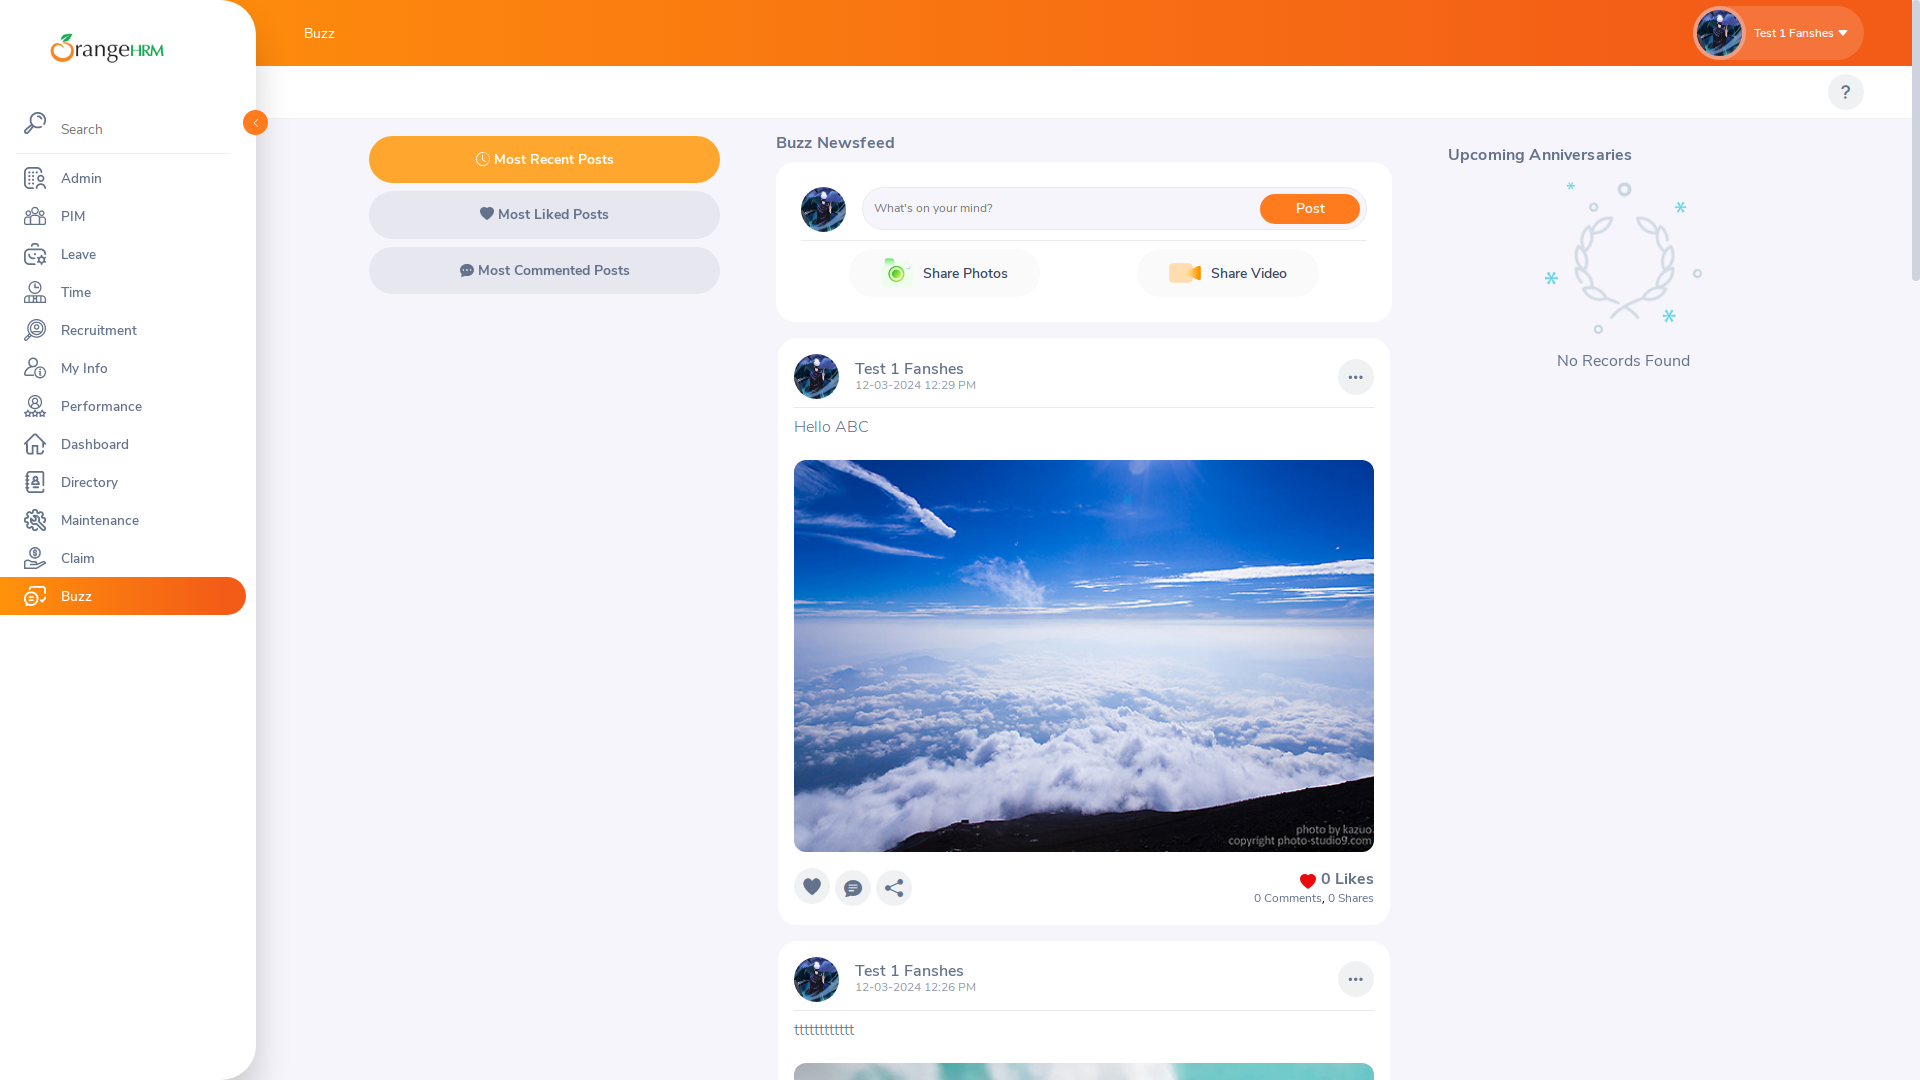 OrangeHRM
Search
Admin
PIM
Leave
Time
Recruitment
My Info
Performance
Dashboard
Directory
Maintenance
Claim
Buzz
Buzz
Test 1 Fanshes
?
Most Recent Posts
Most Liked Posts
Most Commented Posts
Buzz Newsfeed
What's on your mind?
Post
Share Photos
Share Video
Test 1 Fanshes
12-03-2024 12:29 PM
Hello ABC
photo by kazuo
copyright photo-studio9.com
0 Likes
0 Comments, 0 Shares
Test 1 Fanshes
12-03-2024 12:26 PM
tttttttttttt
Upcoming Anniversaries
No Records Found